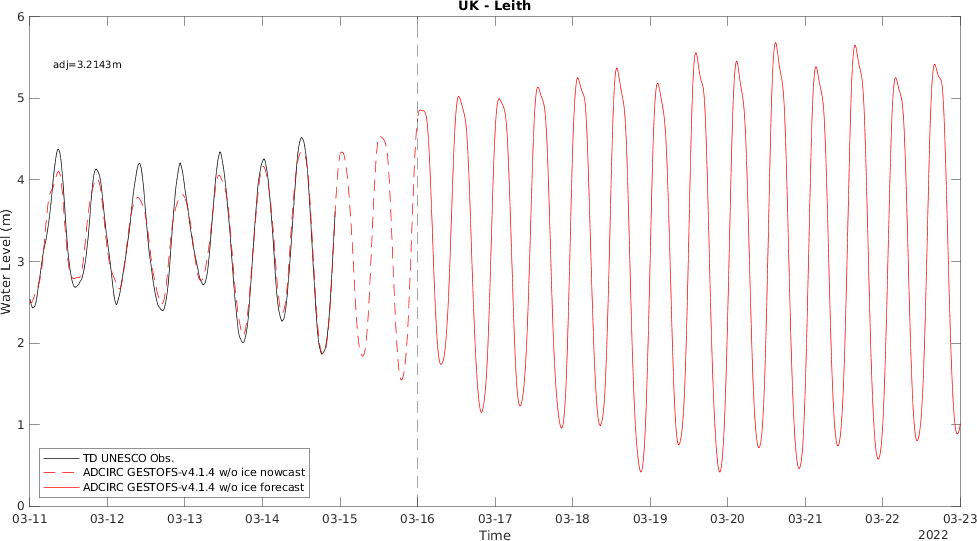 UK - Leith
6
adj=3.2143m
5
4
3
2
1
0
Water Level (m)
TD UNESCO Obs.
ADCIRC GESTOFS-v4.1.4 w/o ice nowcast
ADCIRC GESTOFS-v4.1.4 w/o ice forecast
03-11 03-12 03-13 03-14 03-15 03-16 03-17 03-18 03-19 03-20 03-21 03-22 03-23
Time
2022